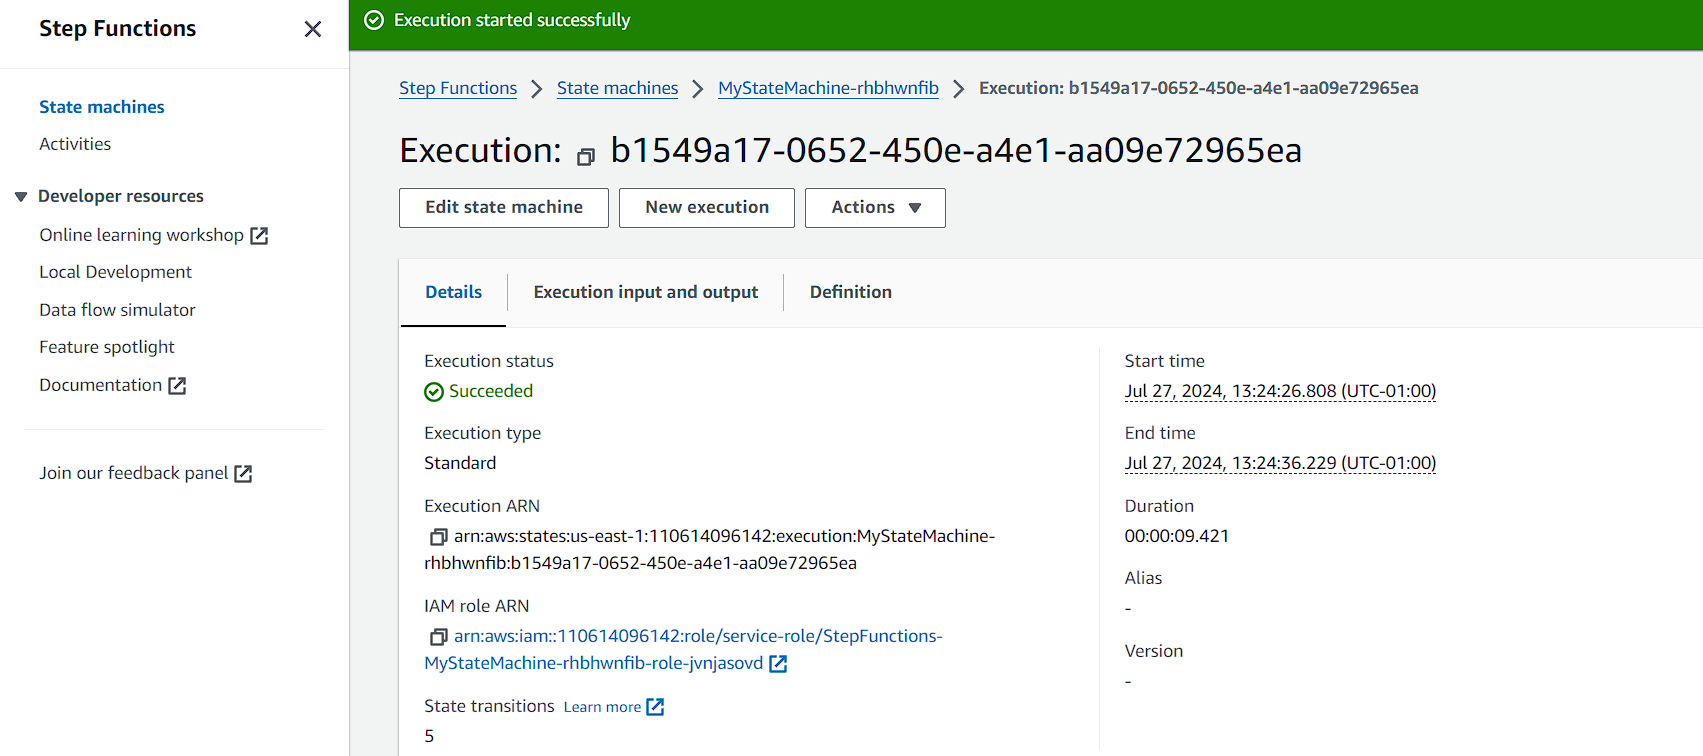 Step Functions
State machines
Activities
Developer resources
Online learning workshop
Local Development
Data flow simulator
Feature spotlight
Documentation
Join our feedback panel
Execution started successfully
Step Functions State machines MyStateMachine-rhbhwnfib Execution: b1549a17-0652-450e-a4e1-aa09e72965ea
Execution: b1549a17-0652-450e-a4e1-aa09e72965ea
Edit state machine New execution Actions
Details Execution input and output Definition
Execution status
Succeeded
Execution type
Standard
Execution ARN
arn:aws:states:us-east-1:110614096142:execution:MyStateMachine-
rhbhwnfib:b1549a17-0652-450e-a4e1-aa09e72965ea
IAM role ARN
arn:aws:iam::110614096142:role/service-role/StepFunctions-
MyStateMachine-rhbhwnfib-role-jvnjasovd
State transitions Learn more
5
Start time
Jul 27, 2024, 13:24:26.808 (UTC-01:00)
End time
Jul 27, 2024, 13:24:36.229 (UTC-01:00)
Duration
00:00:09.421
Alias
-
Version
-